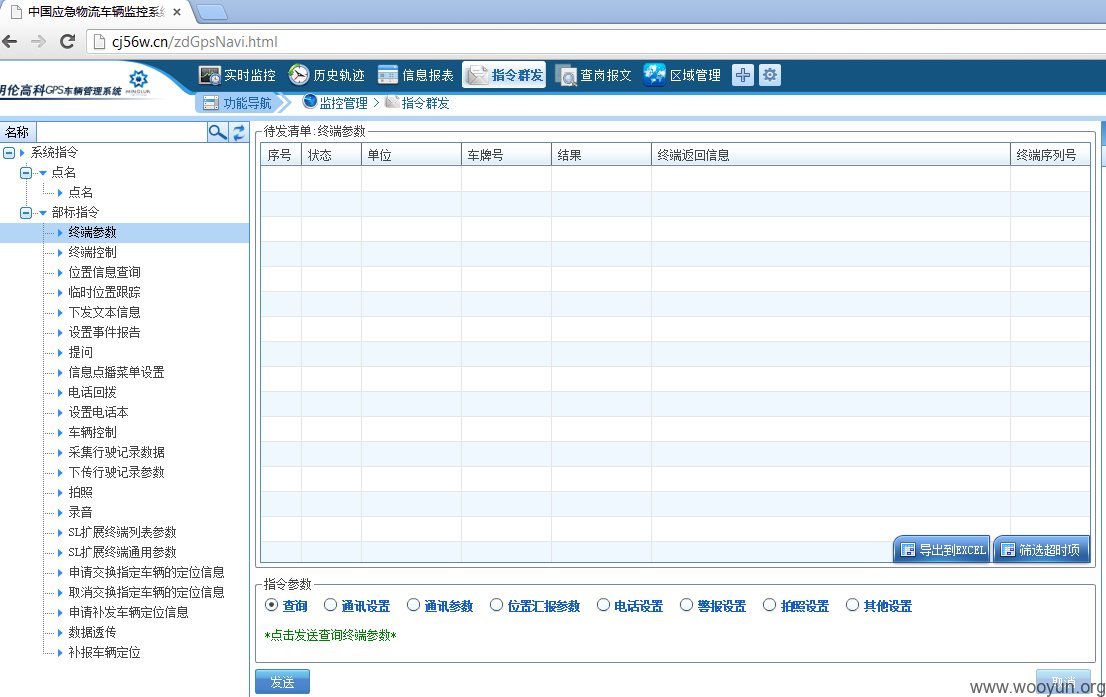 中国应急物流车辆监控系统
cj56w.cn/zdGpsNavi.html
明伦高科GPS车辆管理系统 MINGLUN
实时监控 历史轨迹 信息报表 指令群发 查岗报文 区域管理
功能导航 监控管理 > 指令群发
名称
系统指令
点名
点名
部标指令
终端参数
终端控制
位置信息查询
临时位置跟踪
下发文本信息
设置事件报告
提问
信息点播菜单设置
电话回拨
设置电话本
车辆控制
采集行驶记录数据
下传行驶记录参数
拍照
录音
SL扩展终端列表参数
SL扩展终端通用参数
申请交换指定车辆的定位信息
取消交换指定车辆的定位信息
申请补发车辆定位信息
数据透传
补报车辆定位
待发清单:终端参数
序号 状态 单位 车牌号 结果 终端返回信息 终端序列号
导出到EXCEL 筛选超时项
指令参数
查询 通讯设置 通讯参数 位置汇报参数 电话设置 警报设置 拍照设置 其他设置
*点击发送查询终端参数*
发送 取消
www.wooyun.org